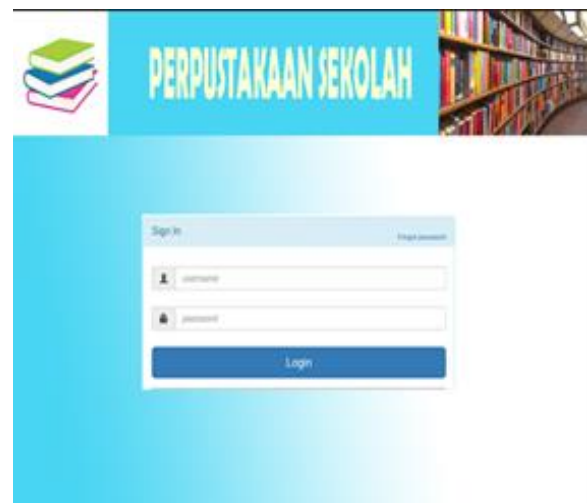 PERPUSTAKAAN SEKOLAH
Sign In
Forgot password
username
password
Login